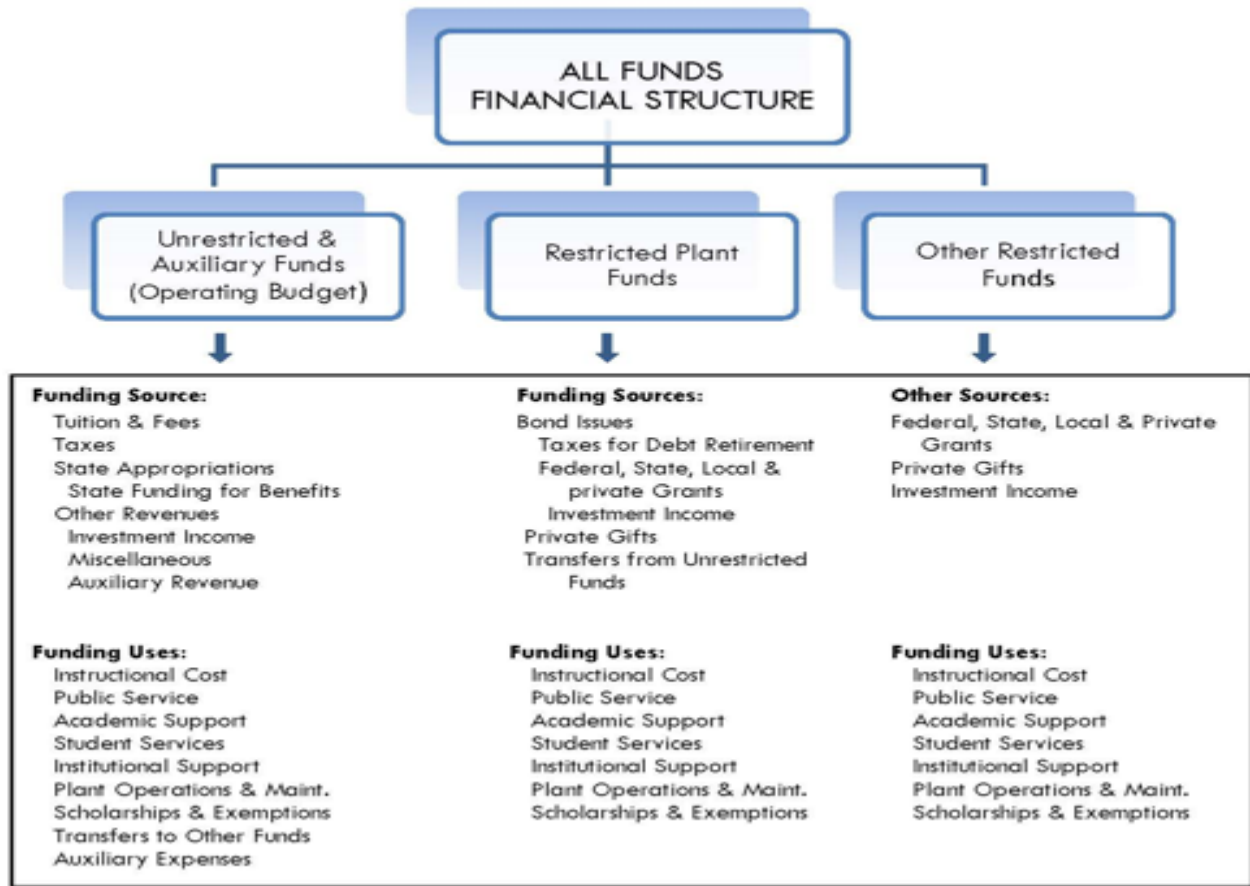 ALL FUNDS
FINANCIAL STRUCTURE
Unrestricted &
Auxiliary Funds
(Operating Budget)
Restricted Plant
Funds
Other Restricted
Funds
Funding Source:
Tuition & Fees
Taxes
State Appropriations
State Funding for Benefits
Other Revenues
Investment Income
Miscellaneous
Auxiliary Revenue
Funding Uses:
Instructional Cost
Public Service
Academic Support
Student Services
Institutional Support
Plant Operations & Maint.
Scholarships & Exemptions
Transfers to Other Funds
Auxiliary Expenses
Funding Sources:
Bond Issues
Taxes for Debt Retirement
Federal, State, Local &
private Grants
Investment Income
Private Gifts
Transfers from Unrestricted
Funds
Funding Uses:
Instructional Cost
Public Service
Academic Support
Student Services
Institutional Support
Plant Operations & Maint.
Scholarships & Exemptions
Other Sources:
Federal, State, Local & Private
Grants
Private Gifts
Investment Income
Funding Uses:
Instructional Cost
Public Service
Academic Support
Student Services
Institutional Support
Plant Operations & Maint.
Scholarships & Exemptions